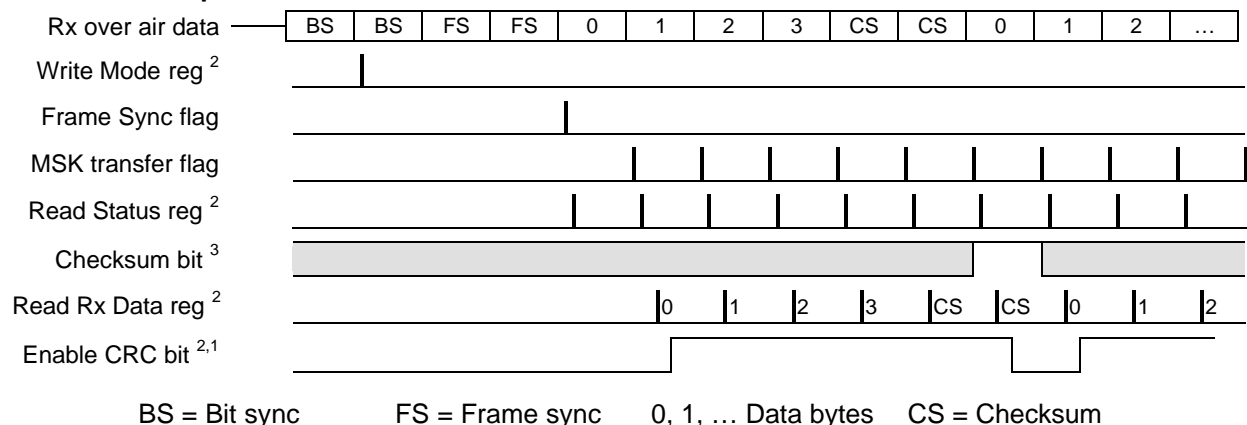 Rx over air data BS BS FS FS 0 1 2 3 CS CS 0 1 2 …
Write Mode reg 2
Frame Sync flag
MSK transfer flag
Read Status reg 2
Checksum bit 3
Read Rx Data reg 2 0 1 2 3 CS CS 0 1 2
Enable CRC bit 2,1
BS = Bit sync FS = Frame sync 0, 1, … Data bytes CS = Checksum